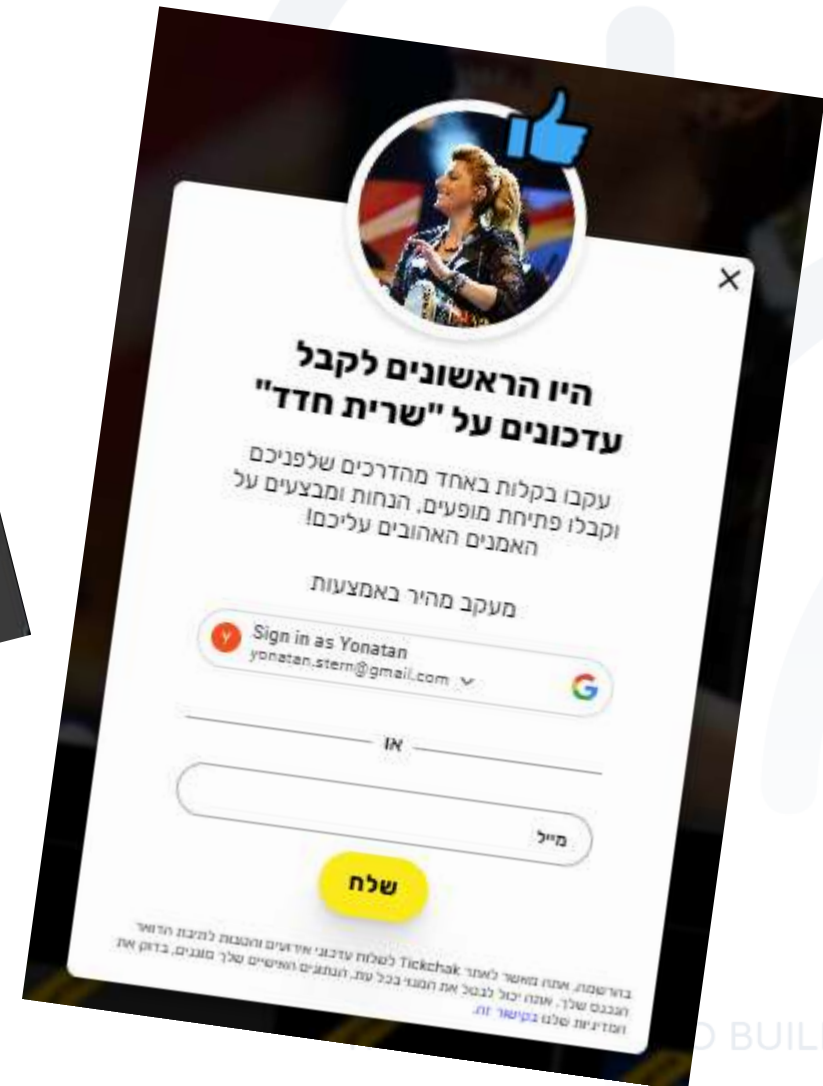 היו הראשונים לקבל
עדכונים על "שרית חדד"
עקבו בקלות באחד מהדרכים שלפניכם
וקבלו פתיחת מופעים, הנחות ומבצעים על
האמנים האהובים עליכם!
מעקב מהיר באמצעות
Sign in as Yonatan
yonatan.stern@gmail.com
או
מייל
שלח
בהרשמה, אתה מאשר לאתר Tickchak לשלוח עדכוני אירועים והטבות לתיבת הדואר
הנכנס שלך. אתה יכול לבטל את המנוי בכל עת. הנתונים האישיים שלך מוגנים, בדוק את
המדיניות שלנו בקישור זה.